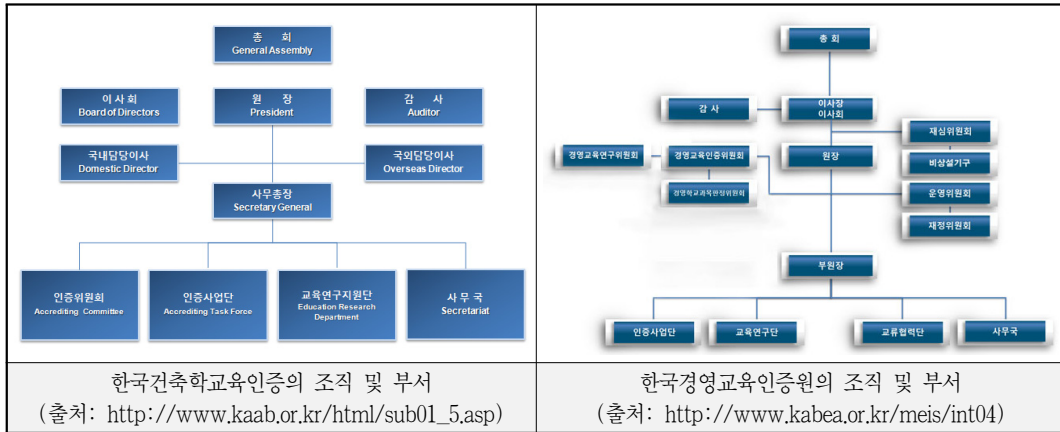 총 회
General Assembly
이 사 회
Board of Directors
원 장
President
감 사
Auditor
국내담당이사
Domestic Director
국외담당이사
Overseas Director
사무총장
Secretary General
인증위원회
Accrediting Committee
인증사업단
Accrediting Task Force
교육연구지원단
Education Research
Department
사 무 국
Secretariat
한국건축학교육인증의 조직 및 부서
(출처: http://www.kaab.or.kr/html/sub01_5.asp)
총 회
감 사
이사장
이사회
재심위원회
경영교육연구위원회
경영교육인증위원회
원장
비상설기구
운영위원회
재정위원회
부원장
인증사업단
교육연구단
교류협력단
사무국
한국경영교육인증원의 조직 및 부서
(출처: http://www.kabea.or.kr/meis/int04)